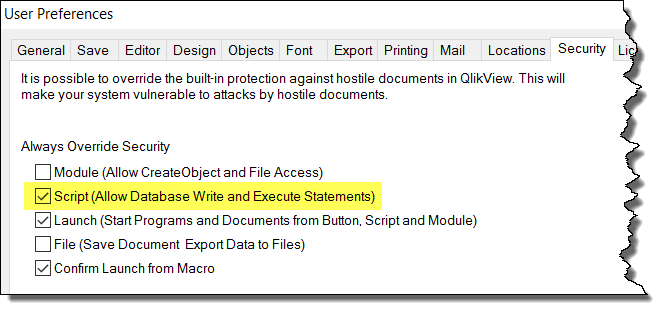 User Preferences
General Save Editor Design Objects Font Export Printing Mail Locations Security
It is possible to override the built-in protection against hostile documents in QlikView. This will
make your system vulnerable to attacks by hostile documents.
Always Override Security
Module (Allow CreateObject and File Access)
Script (Allow Database Write and Execute Statements)
Launch (Start Programs and Documents from Button, Script and Module)
File (Save Document Export Data to Files)
Confirm Launch from Macro